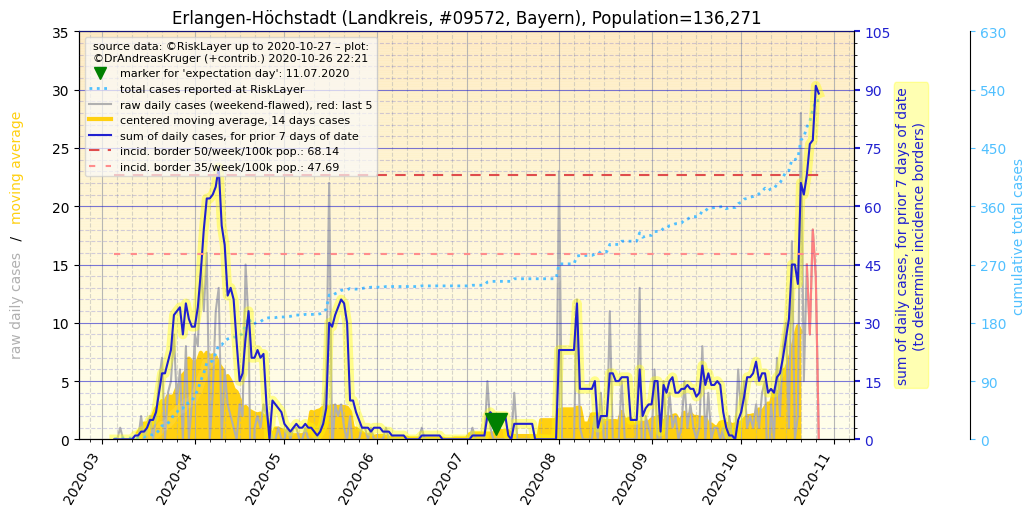 Erlangen-Höchstadt (Landkreis, #09572, Bayern), Population=136,271
source data: ©RiskLayer up to 2020-10-27 – plot:
©DrAndreasKruger (+contrib.) 2020-10-26 22:21
marker for 'expectation day': 11.07.2020
total cases reported at RiskLayer
raw daily cases (weekend-flawed), red: last 5
centered moving average, 14 days cases
sum of daily cases, for prior 7 days of date
incid. border 50/week/100k pop.: 68.14
incid. border 35/week/100k pop.: 47.69
raw daily cases / moving average
35
30
25
20
15
10
5
0
2020-03
2020-04
2020-05
2020-06
2020-07
2020-08
2020-09
2020-10
2020-11
105
90
75
60
45
30
15
0
sum of daily cases, for prior 7 days of date
(to determine incidence borders)
630
540
450
360
270
180
90
0
cumulative total cases